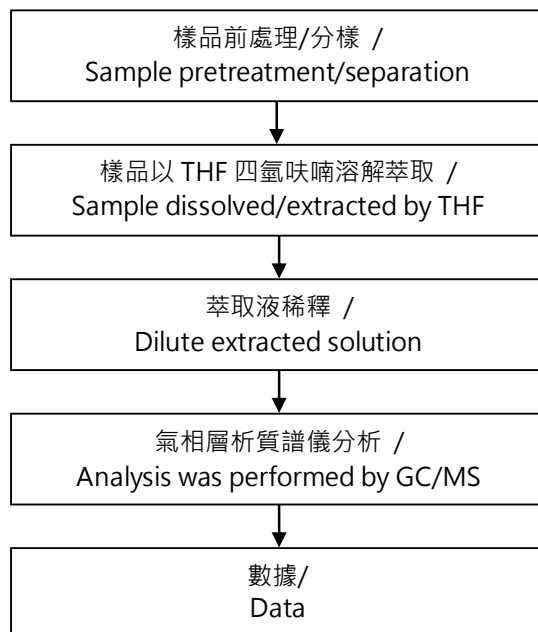 樣品前處理/分樣 /
Sample pretreatment/separation
樣品以 THF 四氫呋喃溶解萃取 /
Sample dissolved/extracted by THF
萃取液稀釋 /
Dilute extracted solution
氣相層析質譜儀分析 /
Analysis was performed by GC/MS
數據/
Data